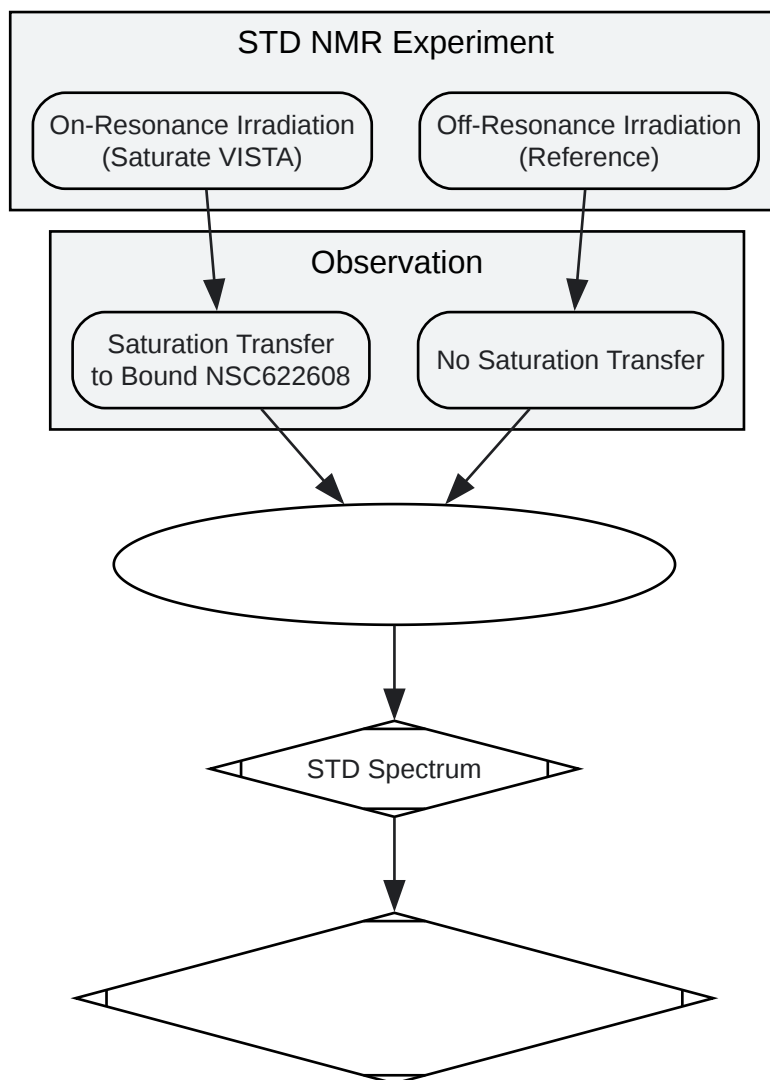 STD NMR Experiment
On-Resonance Irradiation
(Saturate VISTA)
Off-Resonance Irradiation
(Reference)
Observation
Saturation Transfer
to Bound NSC622608
No Saturation Transfer
STD Spectrum